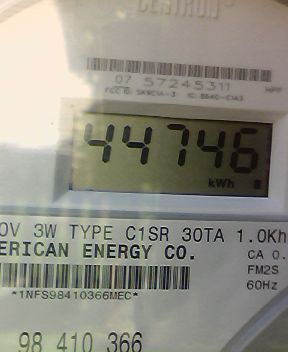 CENTRON®
07 57245311
44746
kWh
0V 3W TYPE C1SR 30TA 1.0Kh
ERICAN ENERGY CO.
CA 0.
FM2S
60Hz
*1NFS98410366MEC*
98 410 366